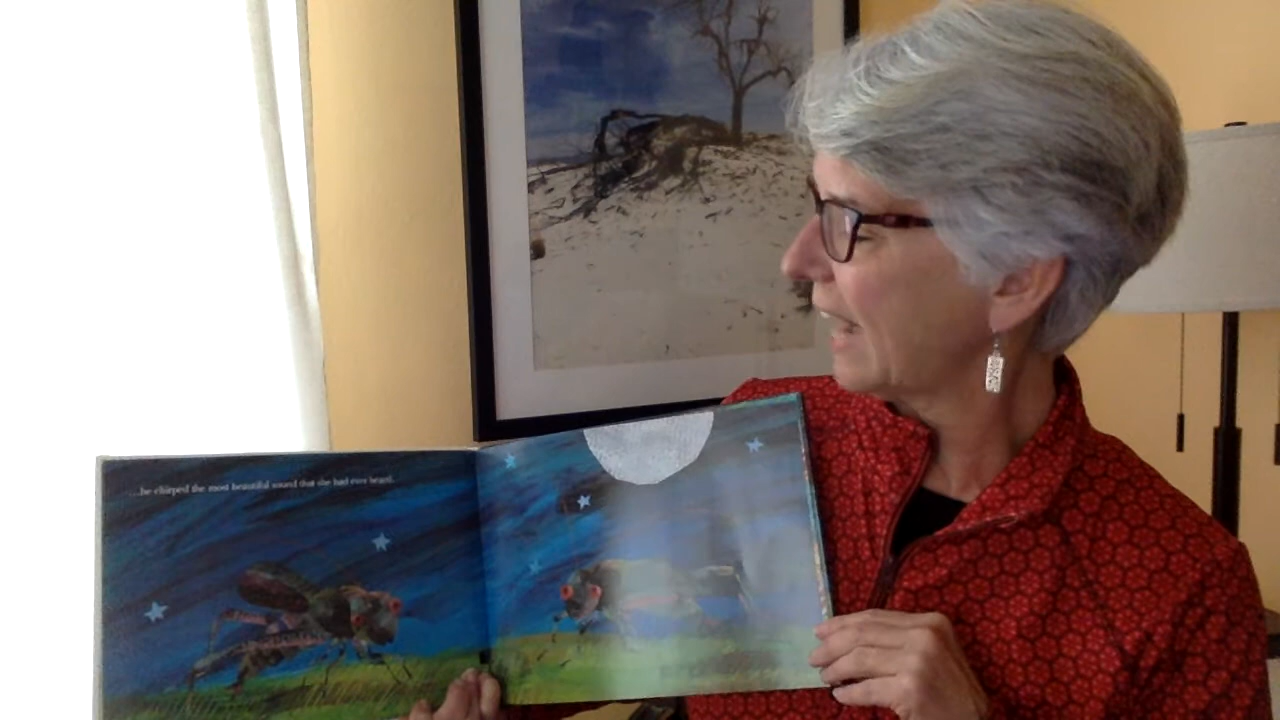 ...he chirped the most beautiful sound that she had ever heard.